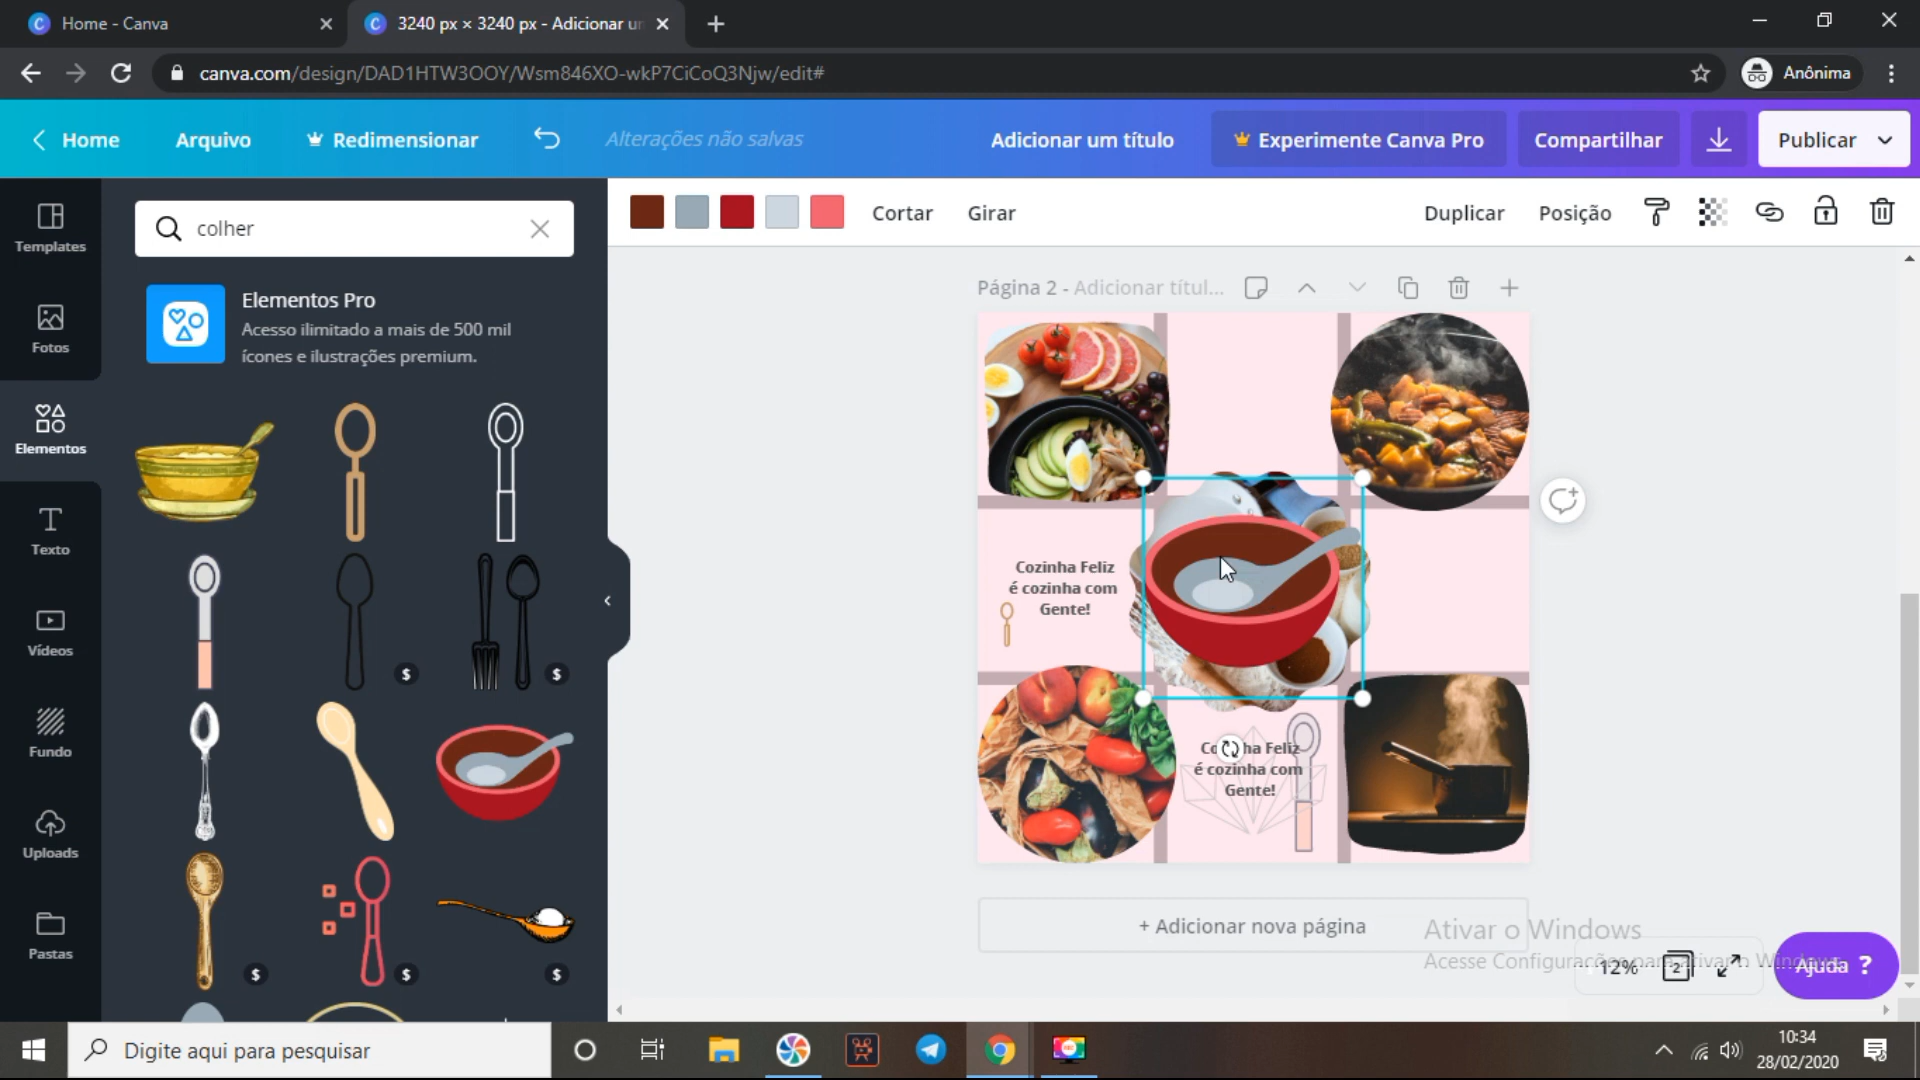 Home - Canva
3240 px × 3240 px - Adicionar ur
canva.com/design/DAD1HTW3OOY/Wsm846XO-wkP7CiCoQ3Njw/edit#
Anônima
Home
Arquivo
Redimensionar
Alterações não salvas
Adicionar um título
Experimente Canva Pro
Compartilhar
Publicar
Templates
Fotos
Elementos
Texto
Vídeos
Fundo
Uploads
Pastas
colher
Elementos Pro
Acesso ilimitado a mais de 500 mil
ícones e ilustrações premium.
$
$
$
$
$
Cortar
Girar
Duplicar
Posição
Página 2 - Adicionar títul...
Cozinha Feliz
é cozinha com
Gente!
Feliz
é cozinha com
Gente!
+ Adicionar nova página
Ativar o Windows
Acesse
12%
2
Ajuda ?
Digite aqui para pesquisar
10:34
28/02/2020